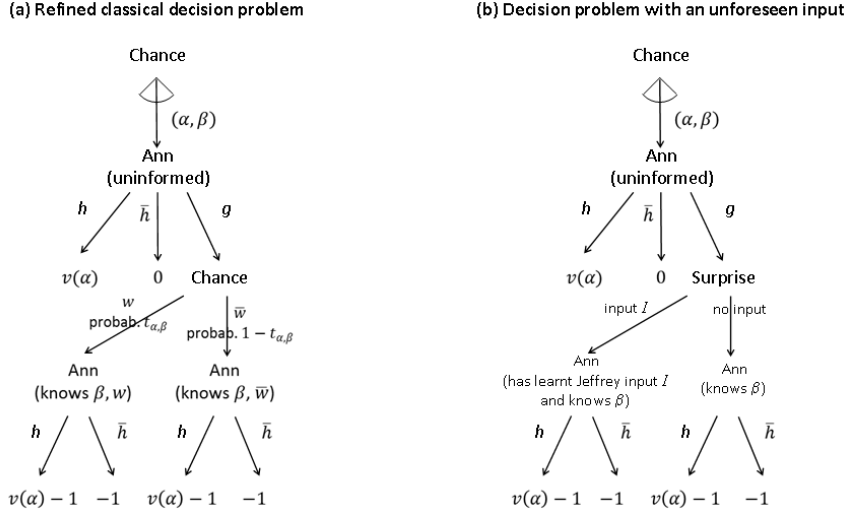 (a) Refined classical decision problem
Chance
(α, β)
Ann
(uninformed)
h
h̄
g
v(α)
0
Chance
w
probab. t_{α,β}
w̄
probab. 1 − t_{α,β}
Ann
(knows β, w)
Ann
(knows β, w̄)
h
h̄
h
h̄
v(α) − 1
−1
v(α) − 1
−1
(b) Decision problem with an unforeseen input
Chance
(α, β)
Ann
(uninformed)
h
h̄
g
v(α)
0
Surprise
input I
no input
Ann
(has learnt Jeffrey input I
and knows β)
Ann
(knows β)
h
h̄
h
h̄
v(α) − 1
−1
v(α) − 1
−1